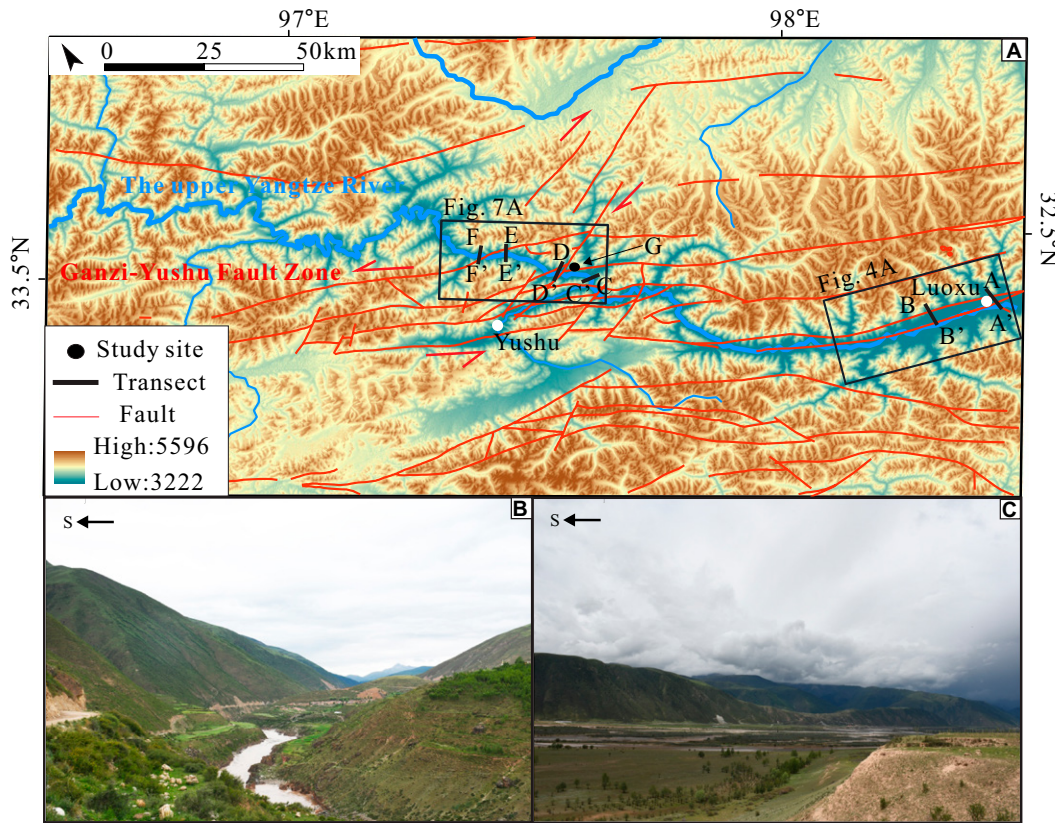 97°E
98°E
0 25 50km
A
The upper Yangtze River
Fig. 7A
F
E
D
G
F'
E'
D'
C'
C
Ganzi-Yushu Fault Zone
33.5°N
32.5°N
Fig. 4A
Luoxu
A
B
B'
A'
Yushu
Study site
Transect
Fault
High:5596
Low:3222
S
B
S
C